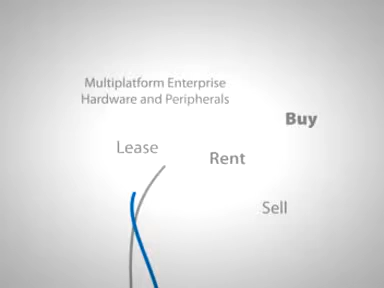 Multiplatform Enterprise
Hardware and Peripherals
Buy
Lease
Rent
Sell